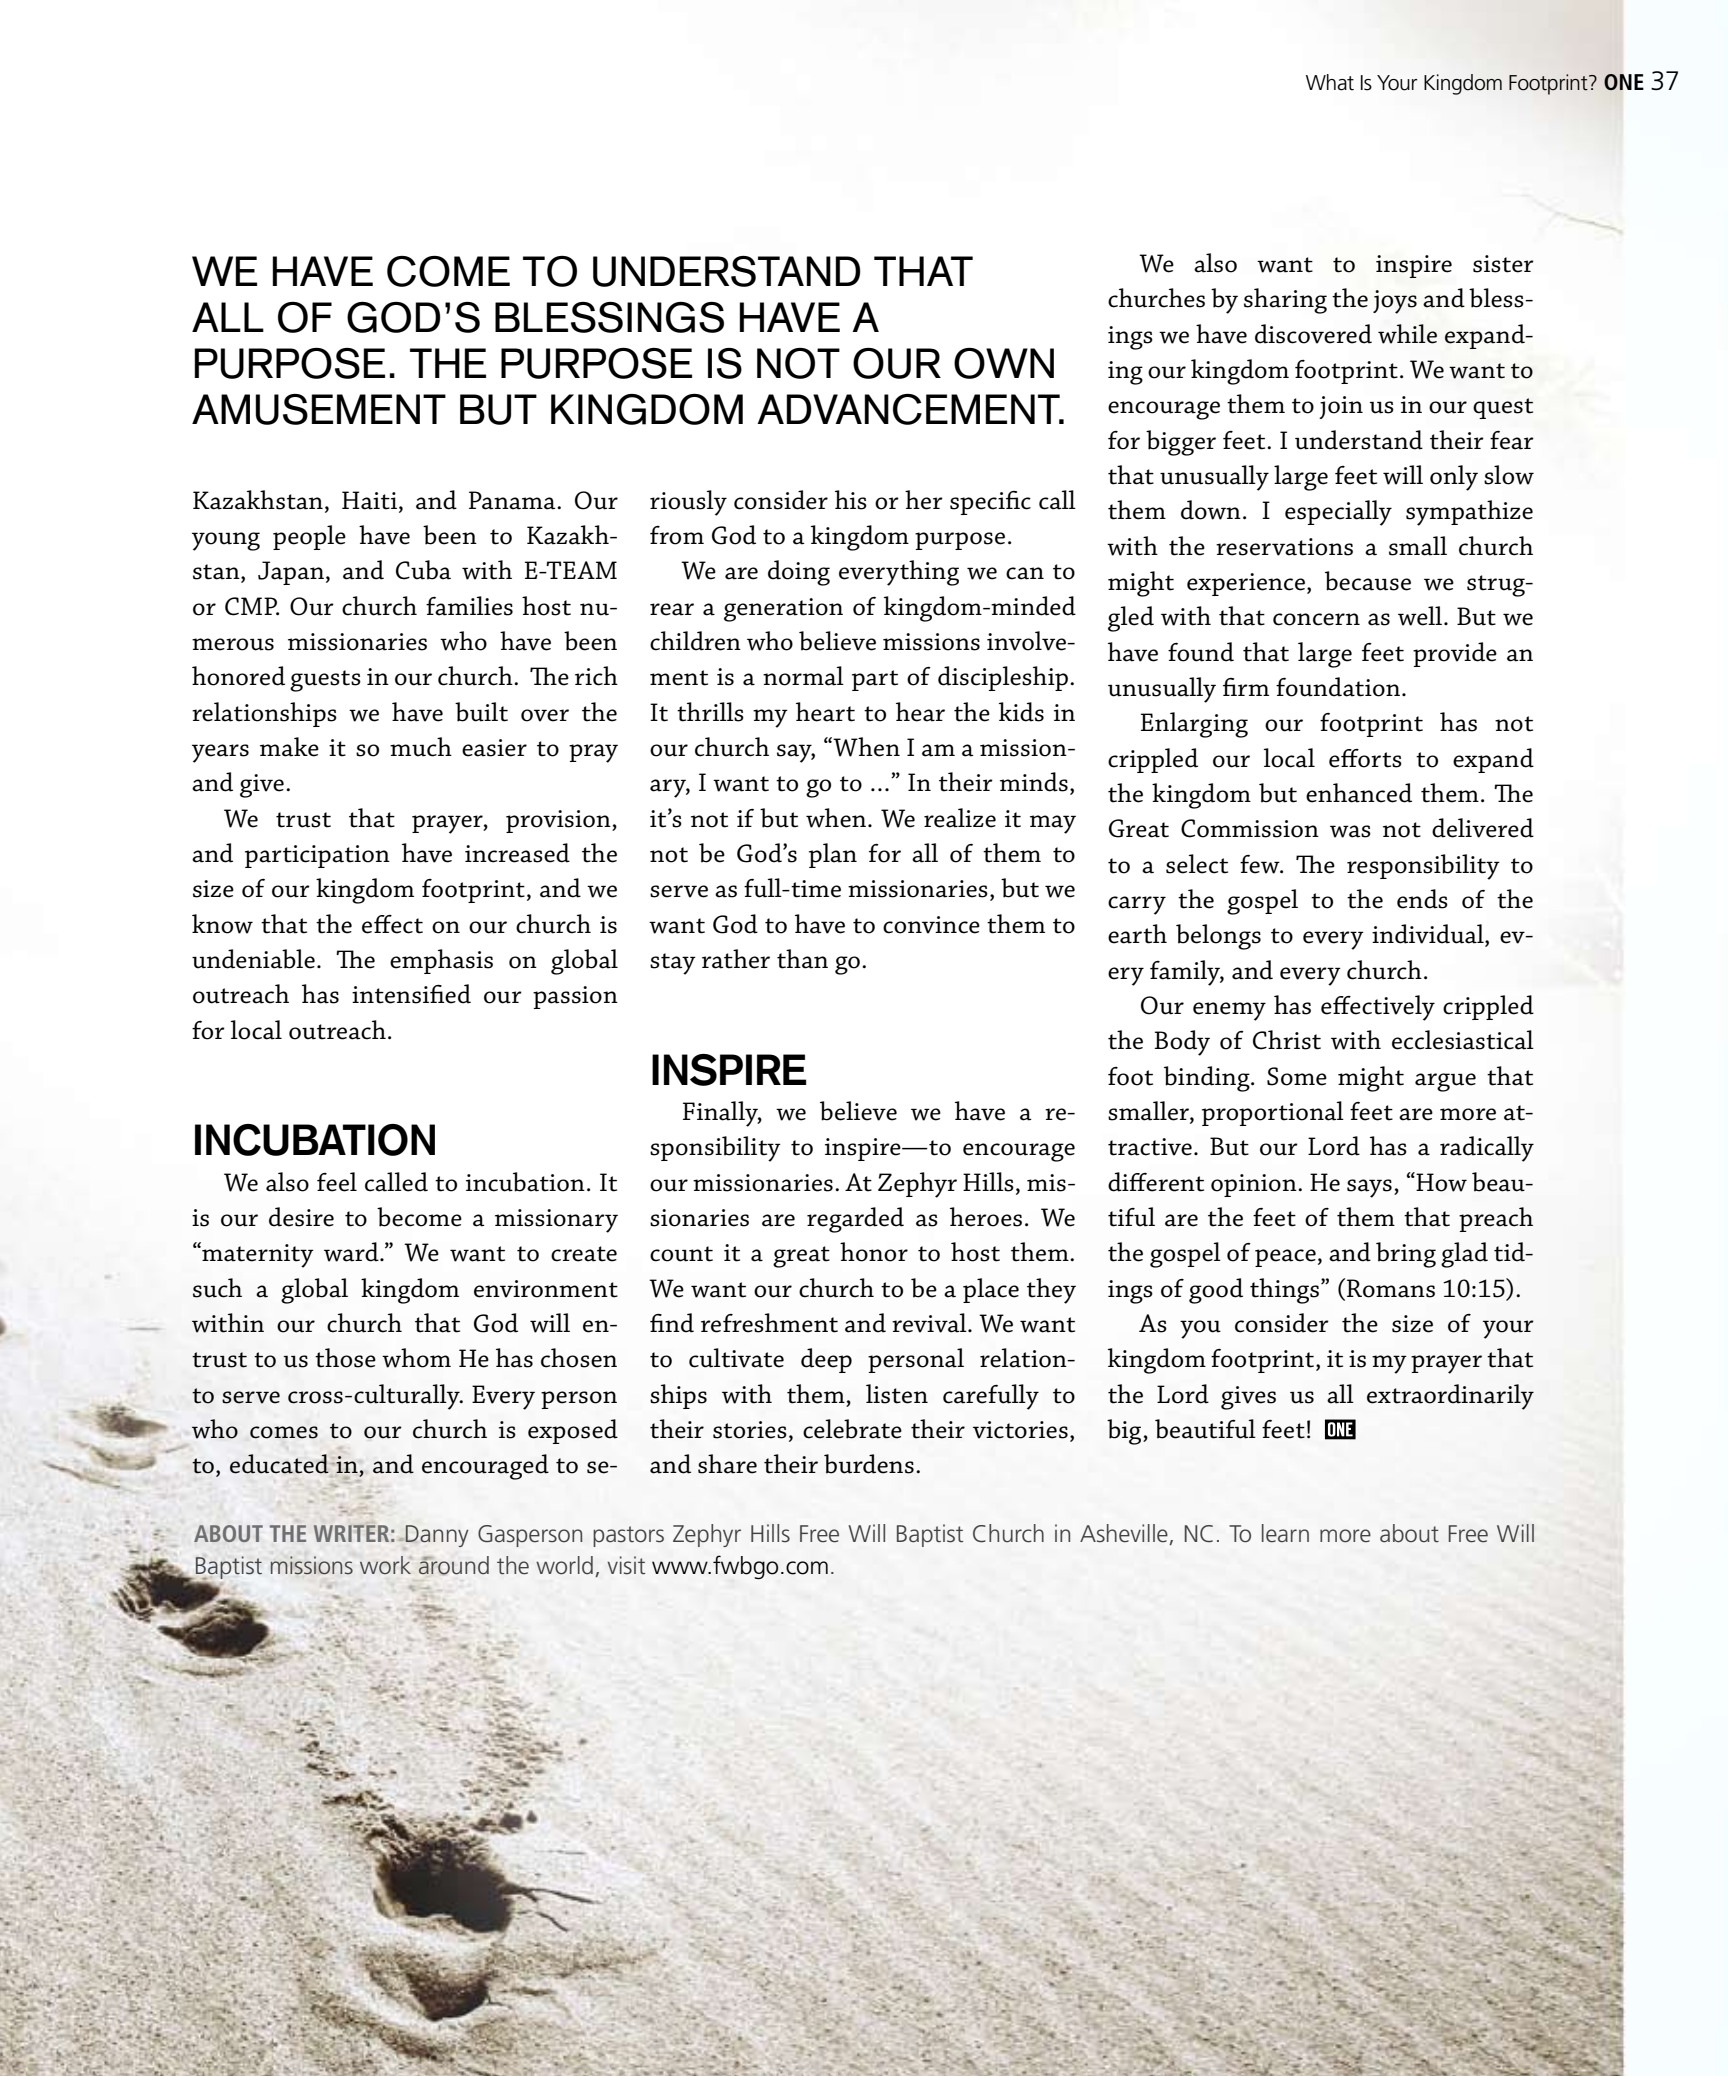 What Is Your Kingdom Footprint? ONE 37
WE HAVE COME TO UNDERSTAND THAT
ALL OF GOD'S BLESSINGS HAVE A
PURPOSE. THE PURPOSE IS NOT OUR OWN
AMUSEMENT BUT KINGDOM ADVANCEMENT.
Kazakhstan, Haiti, and Panama. Our
young people have been to Kazakh-
stan, Japan, and Cuba with E-TEAM
or CMP. Our church families host nu-
merous missionaries who have been
honored guests in our church. The rich
relationships we have built over the
years make it so much easier to pray
and give.
We trust that prayer, provision,
and participation have increased the
size of our kingdom footprint, and we
know that the effect on our church is
undeniable. The emphasis on global
outreach has intensified our passion
for local outreach.
INCUBATION
We also feel called to incubation. It
is our desire to become a missionary
“maternity ward.” We want to create
such a global kingdom environment
within our church that God will en-
trust to us those whom He has chosen
to serve cross-culturally. Every person
who comes to our church is exposed
to, educated in, and encouraged to se-
riously consider his or her specific call
from God to a kingdom purpose.
We are doing everything we can to
rear a generation of kingdom-minded
children who believe missions involve-
ment is a normal part of discipleship.
It thrills my heart to hear the kids in
our church say, “When I am a mission-
ary, I want to go to ...” In their minds,
it’s not if but when. We realize it may
not be God’s plan for all of them to
serve as full-time missionaries, but we
want God to have to convince them to
stay rather than go.
INSPIRE
Finally, we believe we have a re-
sponsibility to inspire—to encourage
our missionaries. At Zephyr Hills, mis-
sionaries are regarded as heroes. We
count it a great honor to host them.
We want our church to be a place they
find refreshment and revival. We want
to cultivate deep personal relation-
ships with them, listen carefully to
their stories, celebrate their victories,
and share their burdens.
We also want to inspire sister
churches by sharing the joys and bless-
ings we have discovered while expand-
ing our kingdom footprint. We want to
encourage them to join us in our quest
for bigger feet. I understand their fear
that unusually large feet will only slow
them down. I especially sympathize
with the reservations a small church
might experience, because we strug-
gled with that concern as well. But we
have found that large feet provide an
unusually firm foundation.
Enlarging our footprint has not
crippled our local efforts to expand
the kingdom but enhanced them. The
Great Commission was not delivered
to a select few. The responsibility to
carry the gospel to the ends of the
earth belongs to every individual, ev-
ery family, and every church.
Our enemy has effectively crippled
the Body of Christ with ecclesiastical
foot binding. Some might argue that
smaller, proportional feet are more at-
tractive. But our Lord has a radically
different opinion. He says, “How beau-
tiful are the feet of them that preach
the gospel of peace, and bring glad tid-
ings of good things” (Romans 10:15).
As you consider the size of your
kingdom footprint, it is my prayer that
the Lord gives us all extraordinarily
big, beautiful feet! ONE
ABOUT THE WRITER: Danny Gasperson pastors Zephyr Hills Free Will Baptist Church in Asheville, NC. To learn more about Free Will
Baptist missions work around the world, visit www.fwbgo.com.